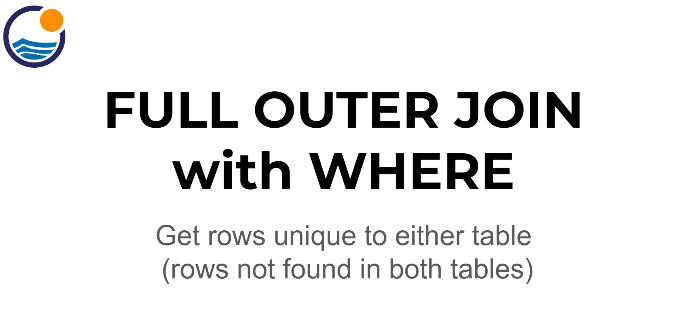 FULL OUTER JOIN
with WHERE
Get rows unique to either table
(rows not found in both tables)